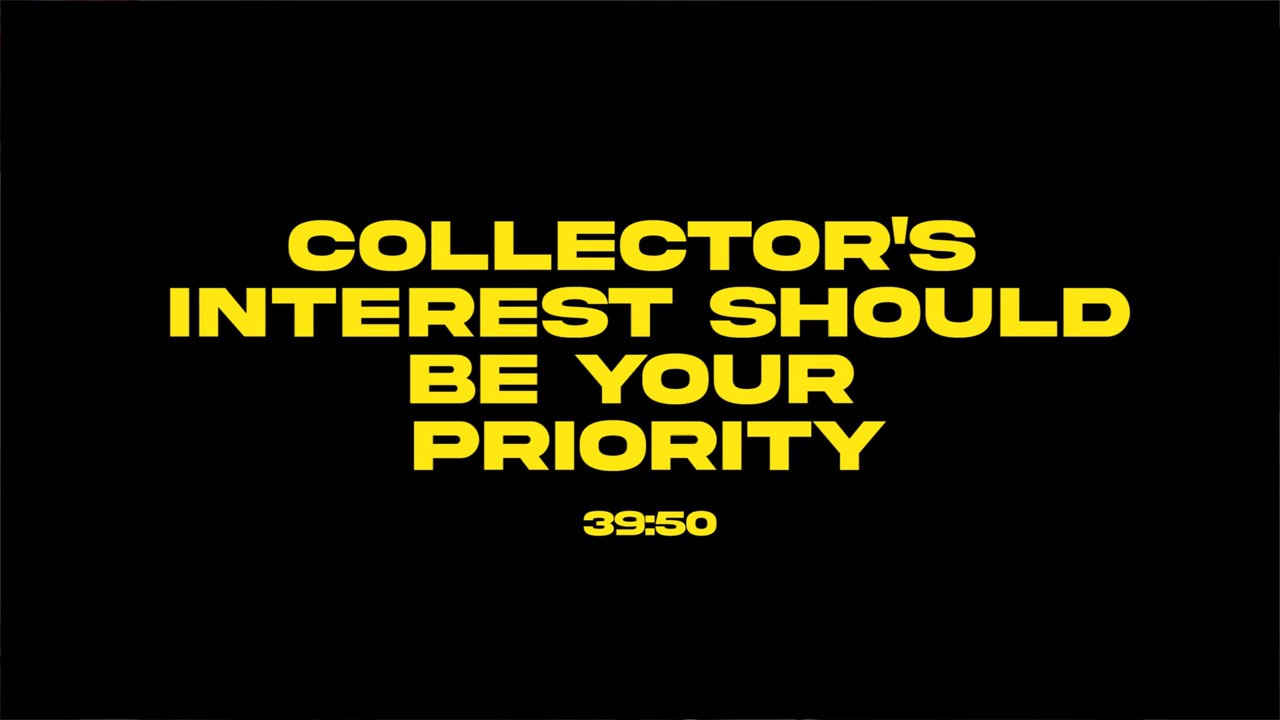 COLLECTOR'S
INTEREST SHOULD
BE YOUR
PRIORITY
39:50